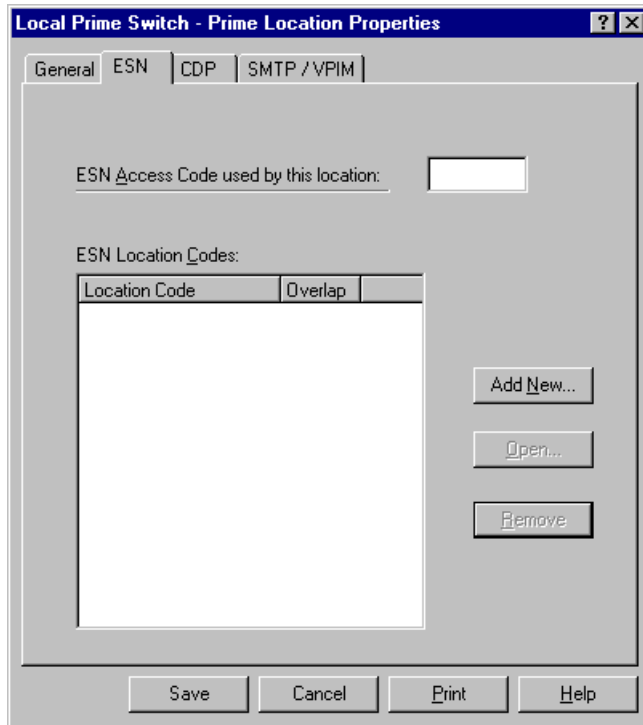 Local Prime Switch - Prime Location Properties
General ESN CDP SMTP / VPIM
ESN Access Code used by this location:
ESN Location Codes:
Location Code Overlap
Add New...
Open...
Remove
Save Cancel Print Help